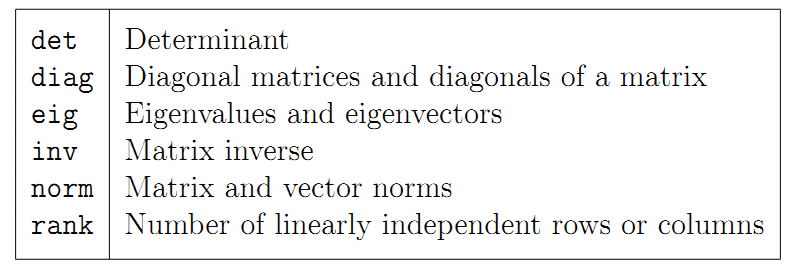 det Determinant
diag Diagonal matrices and diagonals of a matrix
eig Eigenvalues and eigenvectors
inv Matrix inverse
norm Matrix and vector norms
rank Number of linearly independent rows or columns